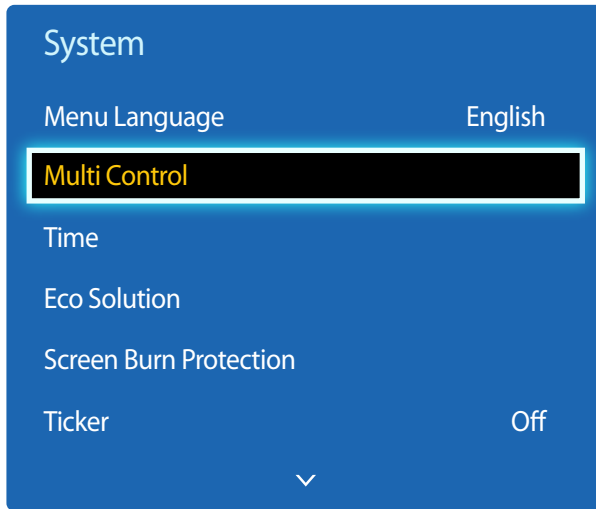 System
Menu Language English
Multi Control
Time
Eco Solution
Screen Burn Protection
Ticker Off